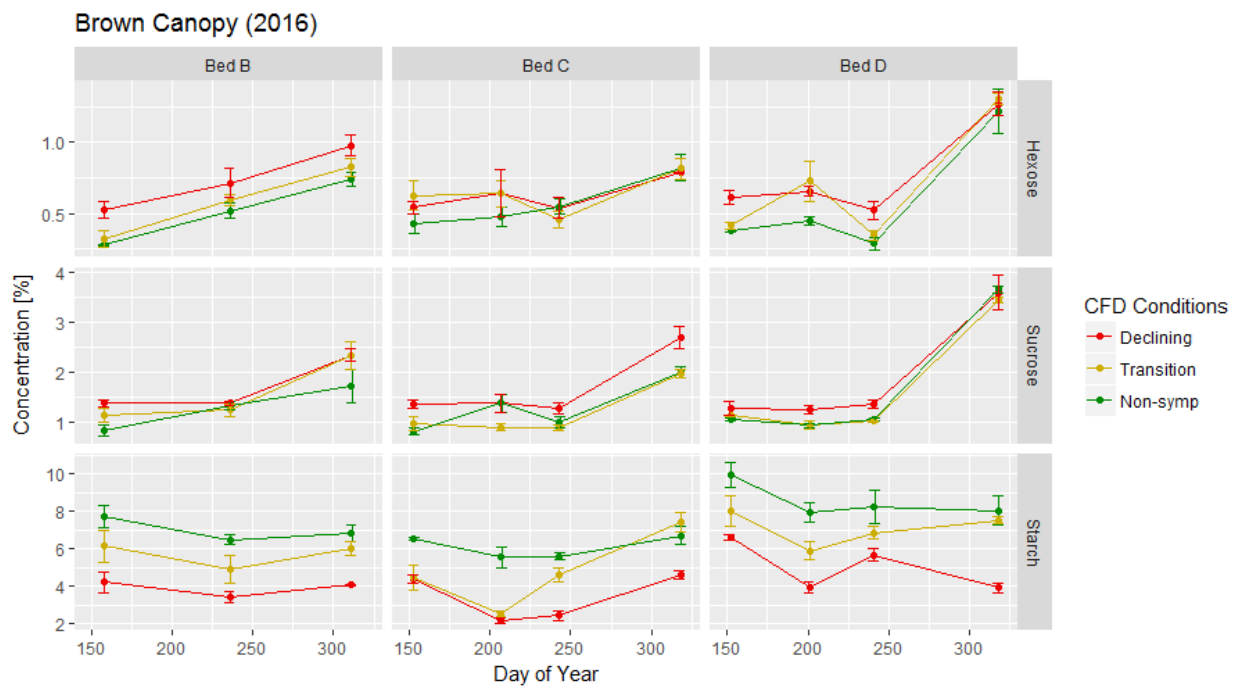 Brown Canopy (2016)
Bed B
Bed C
Bed D
1.0
0.5
Hexose
4
3
2
1
Sucrose
10
8
6
4
2
Starch
150
200
250
300
150
200
250
300
150
200
250
300
Day of Year
Concentration [%]
CFD Conditions
Declining
Transition
Non-symp